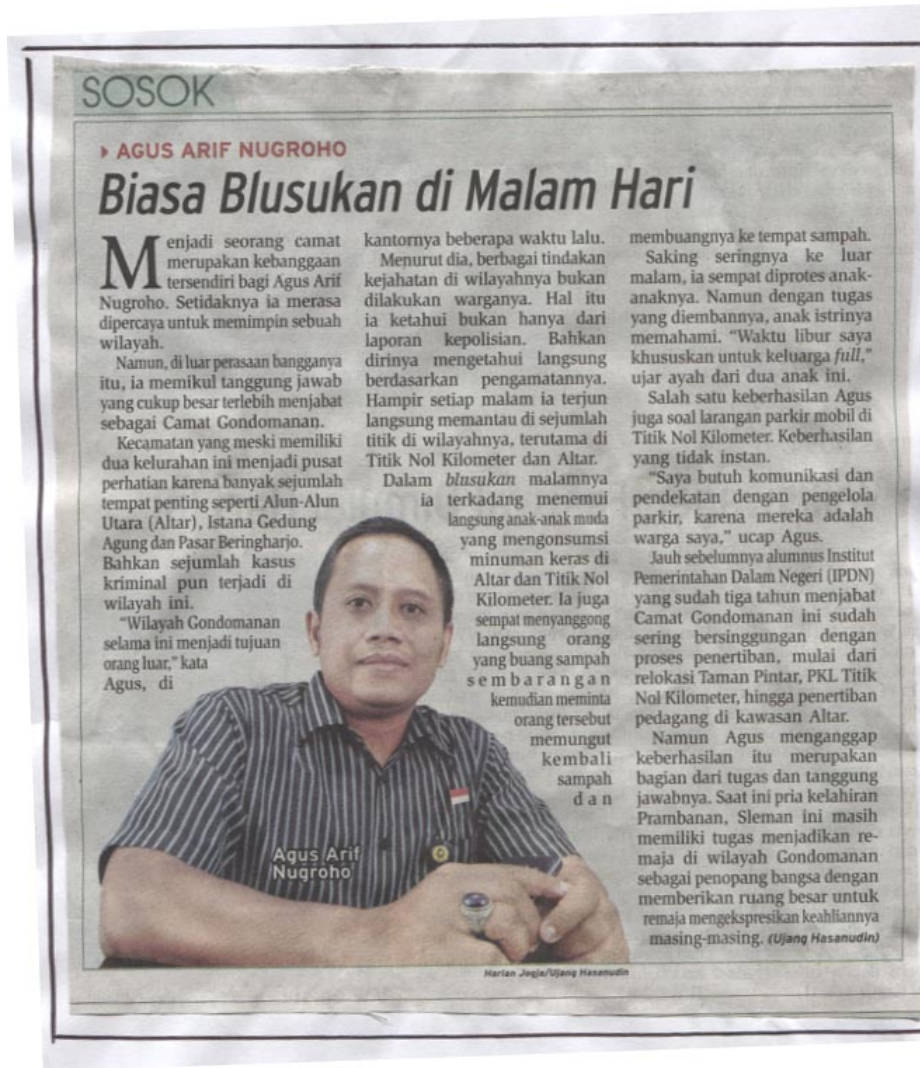 SOSOK
AGUS ARIF NUGROHO
Biasa Blusukan di Malam Hari
Menjadi seorang camat
merupakan kebanggaan
tersendiri bagi Agus Arif
Nugroho. Setidaknya ia merasa
dipercaya untuk memimpin sebuah
wilayah.
Namun, di luar perasaan bangganya
itu, ia memikul tanggung jawab
yang cukup besar terlebih menjabat
sebagai Camat Gondomanan.
Kecamatan yang meski memiliki
dua kelurahan ini menjadi pusat
perhatian karena banyak sejumlah
tempat penting seperti Alun-Alun
Utara (Altar), Istana Gedung
Agung dan Pasar Beringharjo.
Bahkan sejumlah kasus
kriminal pun terjadi di
wilayah ini.
"Wilayah Gondomanan
selama ini menjadi tujuan
orang luar," kata
Agus, di
kantornya beberapa waktu lalu.
Menurut dia, berbagai tindakan
kejahatan di wilayahnya bukan
dilakukan warganya. Hal itu
ia ketahui bukan hanya dari
laporan kepolisian. Bahkan
dirinya mengetahui langsung
berdasarkan pengamatannya.
Hampir setiap malam ia terjun
langsung memantau di sejumlah
titik di wilayahnya, terutama di
Titik Nol Kilometer dan Altar.
Dalam blusukan malamnya
ia terkadang menemui
langsung anak-anak muda
yang mengonsumsi
minuman keras di
Altar dan Titik Nol
Kilometer. Ia juga
sempat menyanggong
langsung orang
yang buang sampah
sembarangan
kemudian meminta
orang tersebut
memungut
kembali
sampah
dan
membuangnya ke tempat sampah.
Saking seringnya ke luar
malam, ia sempat diprotes anak-
anaknya. Namun dengan tugas
yang diembannya, anak istrinya
memahami. "Waktu libur saya
khususkan untuk keluarga full,"
ujar ayah dari dua anak ini.
Salah satu keberhasilan Agus
juga soal larangan parkir mobil di
Titik Nol Kilometer. Keberhasilan
yang tidak instan.
"Saya butuh komunikasi dan
pendekatan dengan pengelola
parkir, karena mereka adalah
warga saya," ucap Agus.
Jauh sebelumnya alumnus Institut
Pemerintahan Dalam Negeri (IPDN)
yang sudah tiga tahun menjabat
Camat Gondomanan ini sudah
sering bersinggungan dengan
proses penertiban, mulai dari
relokasi Taman Pintar, PKL Titik
Nol Kilometer, hingga penertiban
pedagang di kawasan Altar.
Namun Agus menganggap
keberhasilan itu merupakan
bagian dari tugas dan tanggung
jawabnya. Saat ini pria kelahiran
Prambanan, Sleman ini masih
memiliki tugas menjadikan re-
maja di wilayah Gondomanan
sebagai penopang bangsa dengan
memberikan ruang besar untuk
remaja mengekspresikan keahliannya
masing-masing. (Ujang Hasanudin)
Agus Arif
Nugroho
Harian Jogja/Ujang Hasanudin